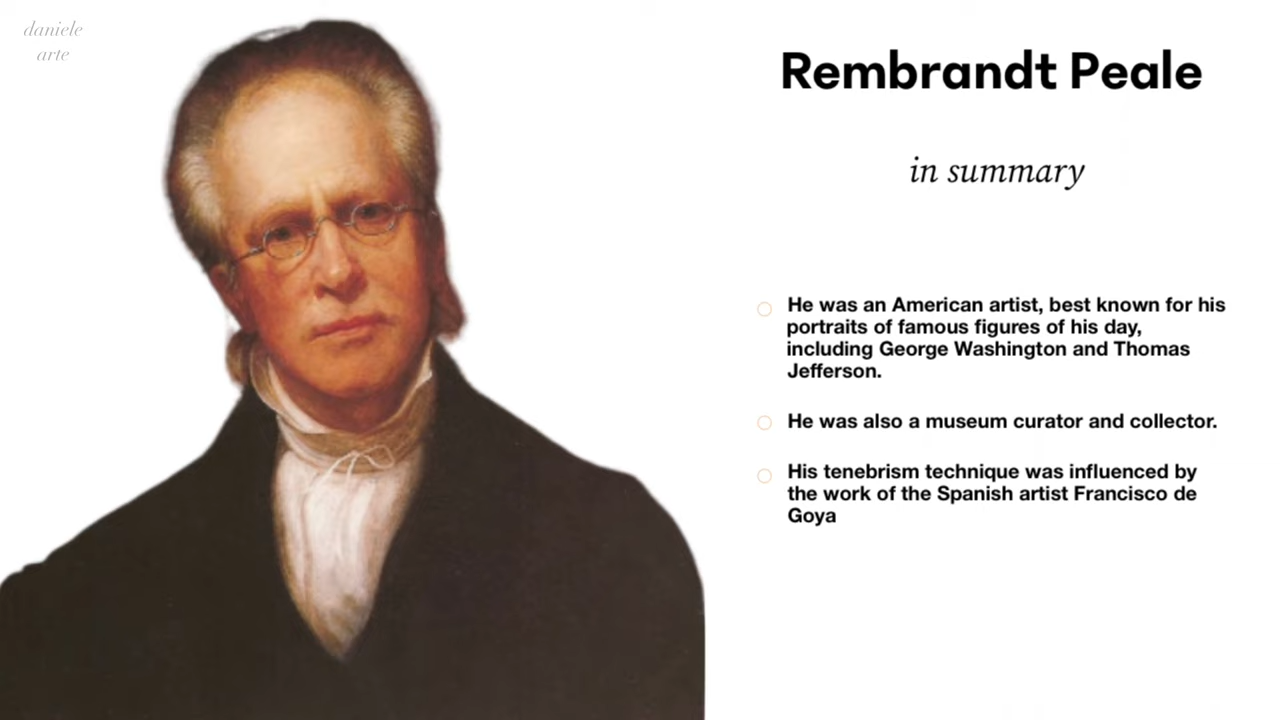 daniele
arte
Rembrandt Peale
in summary
He was an American artist, best known for his
portraits of famous figures of his day,
including George Washington and Thomas
Jefferson.
He was also a museum curator and collector.
His tenebrism technique was influenced by
the work of the Spanish artist Francisco de
Goya